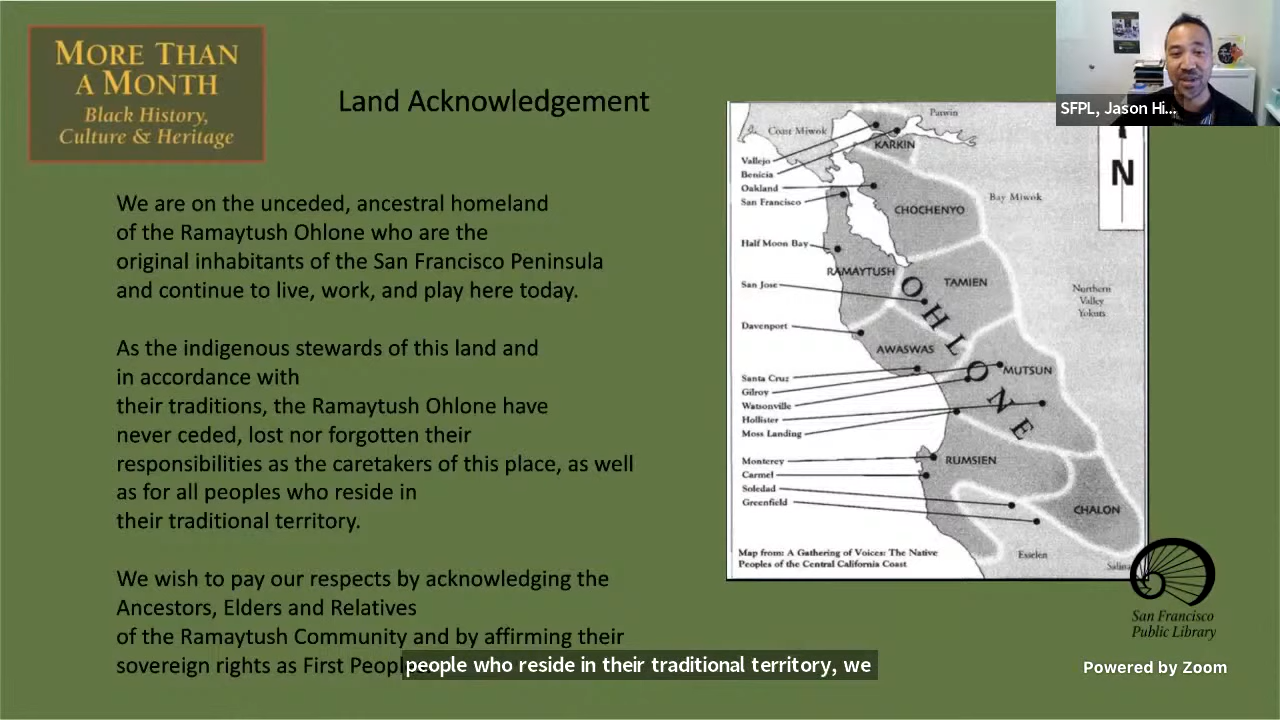 MORE THAN
A MONTH
Black History,
Culture & Heritage
Land Acknowledgement
We are on the unceded, ancestral homeland
of the Ramaytush Ohlone who are the
original inhabitants of the San Francisco Peninsula
and continue to live, work, and play here today.
As the indigenous stewards of this land and
in accordance with
their traditions, the Ramaytush Ohlone have
never ceded, lost nor forgotten their
responsibilities as the caretakers of this place, as well
as for all peoples who reside in
their traditional territory.
We wish to pay our respects by acknowledging the
Ancestors, Elders and Relatives
of the Ramaytush Community and by affirming their
sovereign rights as First
people who reside in their traditional territory, we
SFPL, Jason Hi...
Coast Miwok
Patwin
KARKIN
Vallejo
Benicia
Oakland
San Francisco
CHOCHENYO
Bay Miwok
N
Half Moon Bay
RAMAYTUSH
TAMIEN
San Jose
OHLONE
Northern
Valley
Yokuts
Davenport
AWASWAS
MUTSUN
Santa Cruz
Gilroy
Watsonville
Hollister
Moss Landing
Monterey
Carmel
Soledad
Greenfield
RUMSIEN
CHALON
Esselen
Map from: A Gathering of Voices: The Native
Peoples of the Central California Coast
San Francisco
Public Library
Powered by Zoom